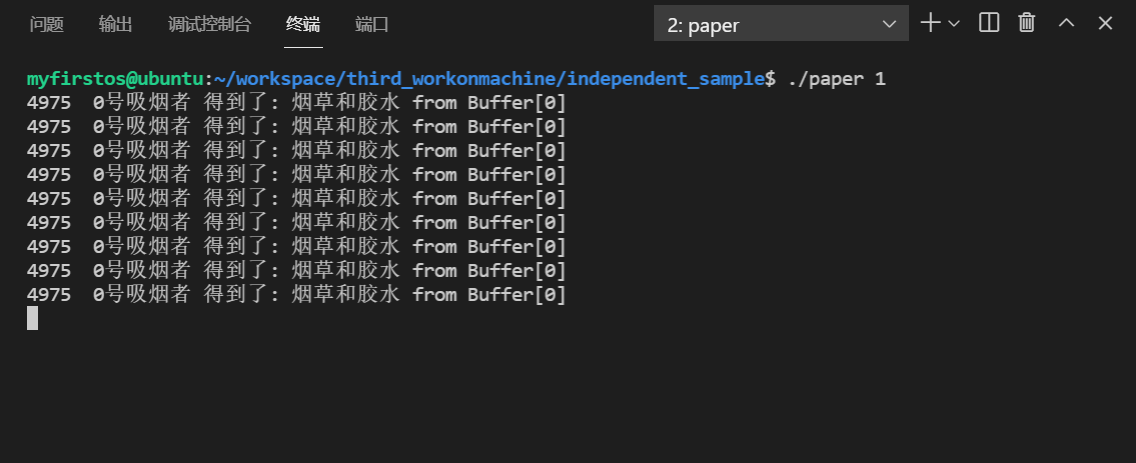 问题 输出 调试控制台 终端 端口 2: paper
myfirstos@ubuntu:~/workspace/third_workonmachine/independent_sample$ ./paper 1
4975  0号吸烟者 得到了: 烟草和胶水 from Buffer[0]
4975  0号吸烟者 得到了: 烟草和胶水 from Buffer[0]
4975  0号吸烟者 得到了: 烟草和胶水 from Buffer[0]
4975  0号吸烟者 得到了: 烟草和胶水 from Buffer[0]
4975  0号吸烟者 得到了: 烟草和胶水 from Buffer[0]
4975  0号吸烟者 得到了: 烟草和胶水 from Buffer[0]
4975  0号吸烟者 得到了: 烟草和胶水 from Buffer[0]
4975  0号吸烟者 得到了: 烟草和胶水 from Buffer[0]
4975  0号吸烟者 得到了: 烟草和胶水 from Buffer[0]